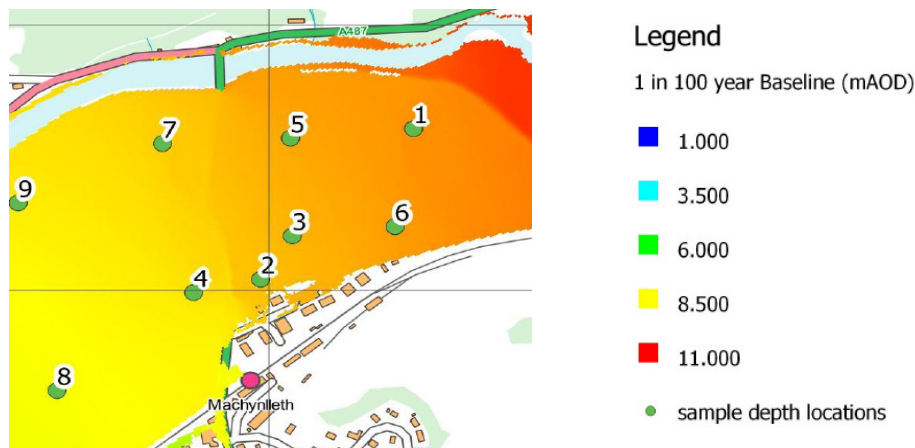 A487
1
5
7
9
6
3
2
4
8
Machynlleth
Legend
1 in 100 year Baseline (mAOD)
1.000
3.500
6.000
8.500
11.000
sample depth locations